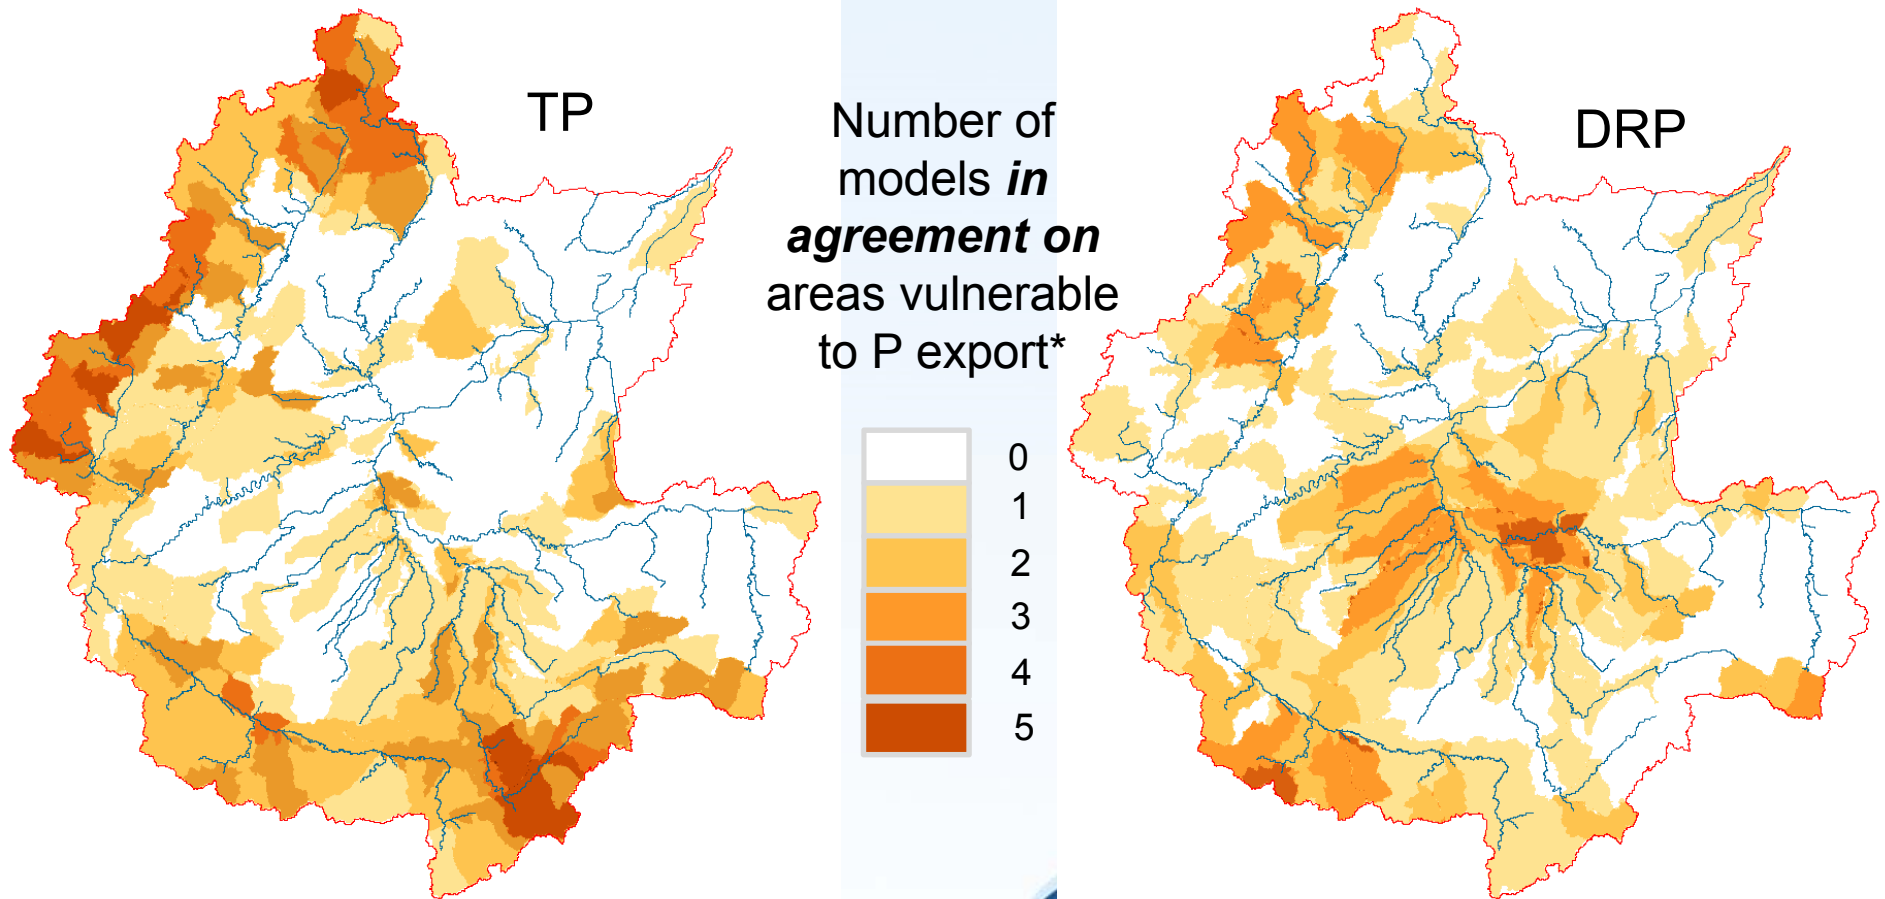 TP
Number of
models in
agreement on
areas vulnerable
to P export*
0
1
2
3
4
5
DRP